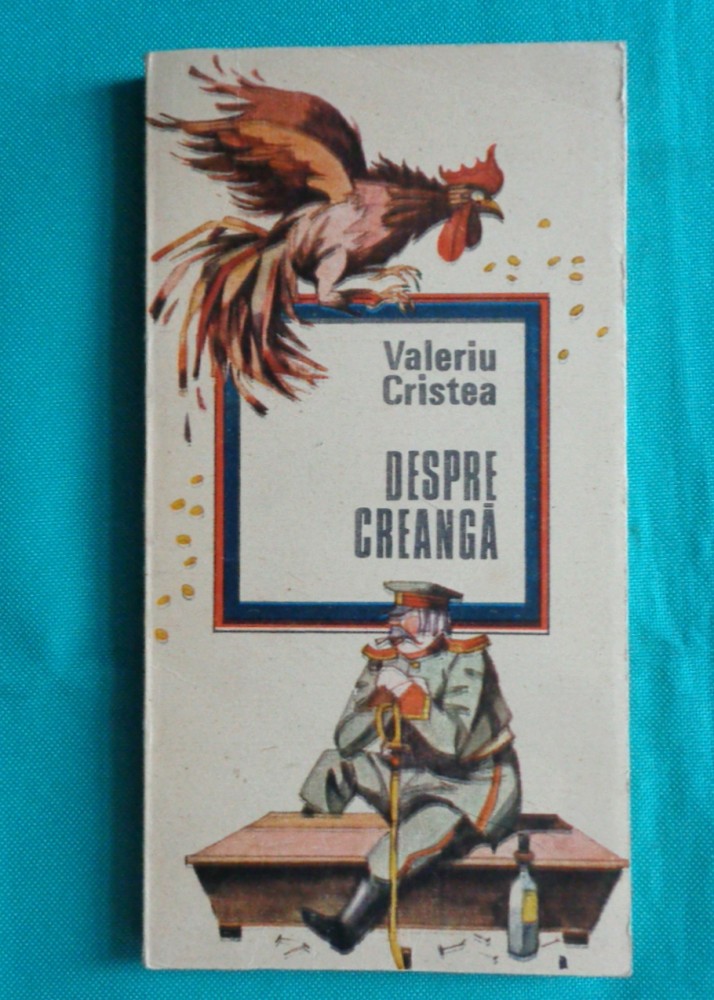 Valeriu
Cristea
DESPRE
CREANGĂ